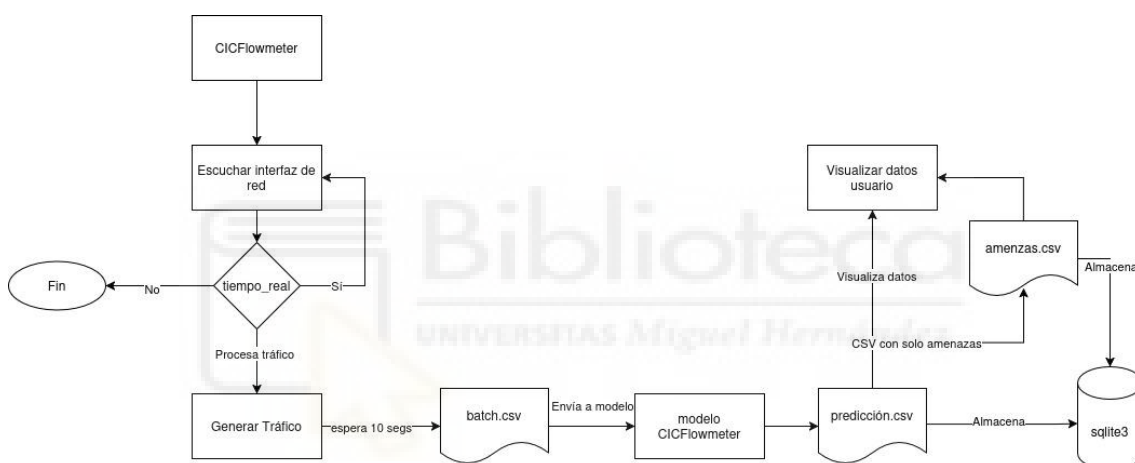 CICFlowmeter
Escuchar interfaz de
red
Visualizar datos
usuario
amenzas.csv
Fin
No
tiempo_real
Sí
Visualiza datos
Almacena
Procesa tráfico
CSV con solo amenazas
Generar Tráfico
espera 10 segs
batch.csv
Envía a modelo
modelo
CICFlowmeter
predicción.csv
Almacena
sqlite3
Biblioteca
UNIVERSITAS Miguel Hernández